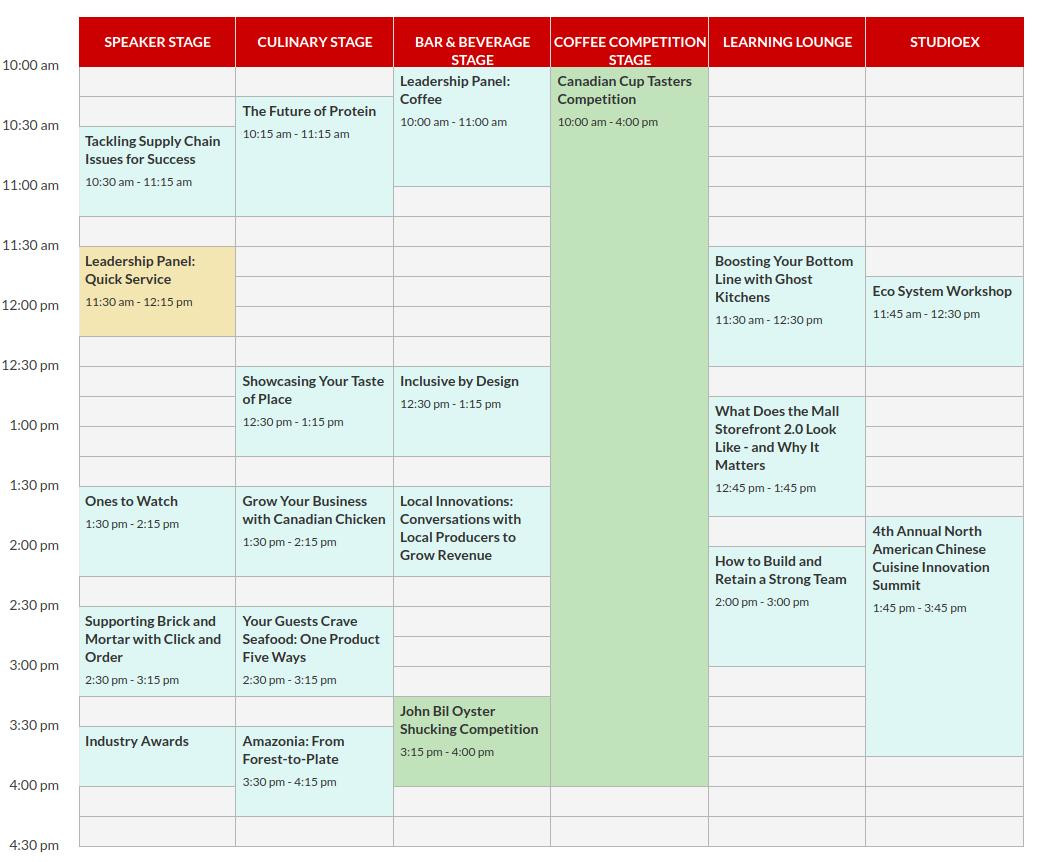 SPEAKER STAGE
CULINARY STAGE
BAR & BEVERAGE
STAGE
COFFEE COMPETITION
STAGE
LEARNING LOUNGE
STUDIOEX
10:00 am
Leadership Panel:
Coffee
10:00 am - 11:00 am
Canadian Cup Tasters
Competition
10:00 am - 4:00 pm
The Future of Protein
10:15 am - 11:15 am
10:30 am
Tackling Supply Chain
Issues for Success
10:30 am - 11:15 am
11:00 am
11:30 am
Leadership Panel:
Quick Service
11:30 am - 12:15 pm
Boosting Your Bottom
Line with Ghost
Kitchens
11:30 am - 12:30 pm
Eco System Workshop
11:45 am - 12:30 pm
12:00 pm
12:30 pm
Showcasing Your Taste
of Place
12:30 pm - 1:15 pm
Inclusive by Design
12:30 pm - 1:15 pm
What Does the Mall
Storefront 2.0 Look
Like - and Why It
Matters
12:45 pm - 1:45 pm
1:00 pm
1:30 pm
Ones to Watch
1:30 pm - 2:15 pm
Grow Your Business
with Canadian Chicken
1:30 pm - 2:15 pm
Local Innovations:
Conversations with
Local Producers to
Grow Revenue
4th Annual North
American Chinese
Cuisine Innovation
Summit
1:45 pm - 3:45 pm
2:00 pm
How to Build and
Retain a Strong Team
2:00 pm - 3:00 pm
2:30 pm
Supporting Brick and
Mortar with Click and
Order
2:30 pm - 3:15 pm
Your Guests Crave
Seafood: One Product
Five Ways
2:30 pm - 3:15 pm
3:00 pm
John Bil Oyster
Shucking Competition
3:15 pm - 4:00 pm
3:30 pm
Industry Awards
Amazonia: From
Forest-to-Plate
3:30 pm - 4:15 pm
4:00 pm
4:30 pm